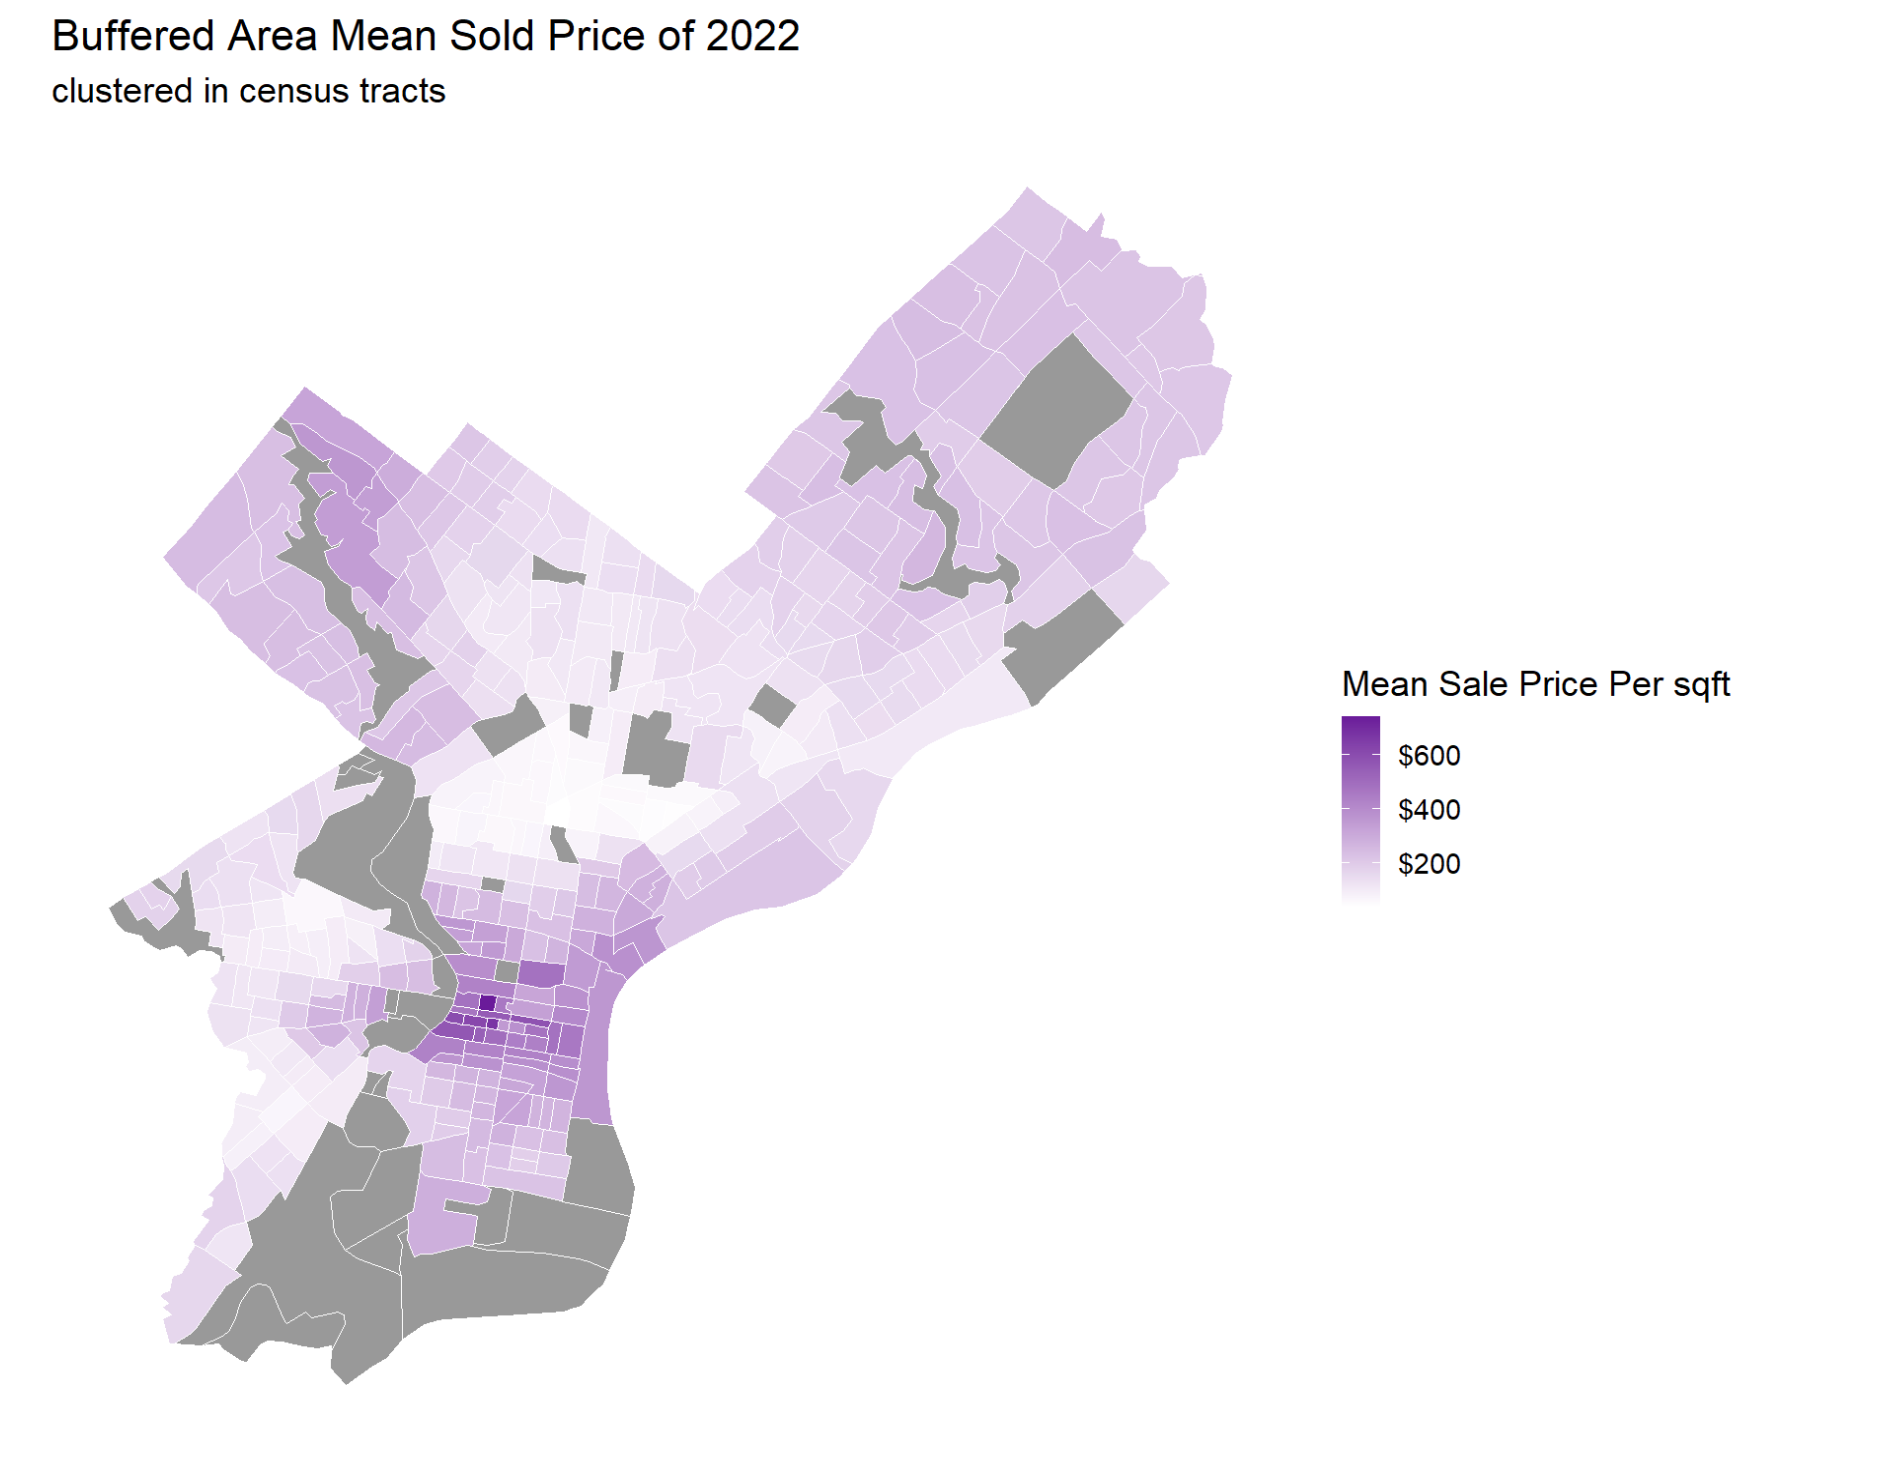 Buffered Area Mean Sold Price of 2022
clustered in census tracts
Mean Sale Price Per sqft
$600
$400
$200